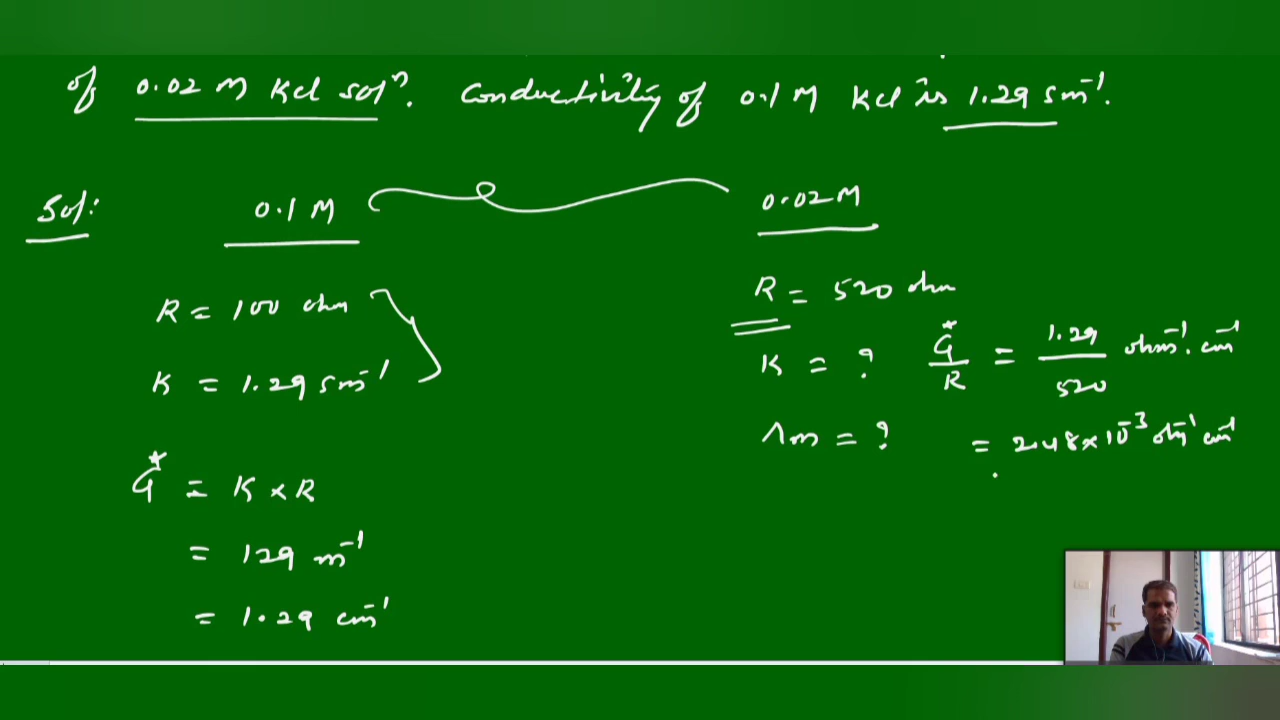 of 0.02 M KCl solⁿ. Conductivity of 0.1 M KCl is 1.29 Sm⁻¹.
Sol:
0.1 M
0.02 M
R = 100 ohm
K = 1.29 Sm⁻¹
G* = K × R
= 129 m⁻¹
= 1.29 cm⁻¹
R = 520 ohm
K = ? G*/R = 1.29/520 ohm⁻¹. cm⁻¹
Λm = ? = 2.48 × 10⁻³ ohm⁻¹ cm⁻¹